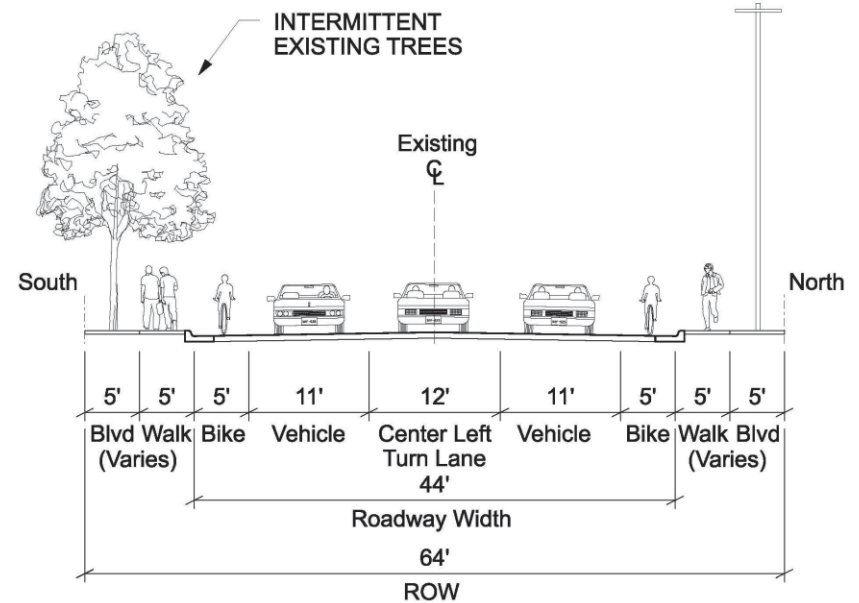 INTERMITTENT
EXISTING TREES
Existing
℄
South
North
5' 5' 5' 11' 12' 11' 5' 5' 5'
Blvd Walk Bike Vehicle Center Left Vehicle Bike Walk Blvd
(Varies) Turn Lane (Varies)
44'
Roadway Width
64'
ROW